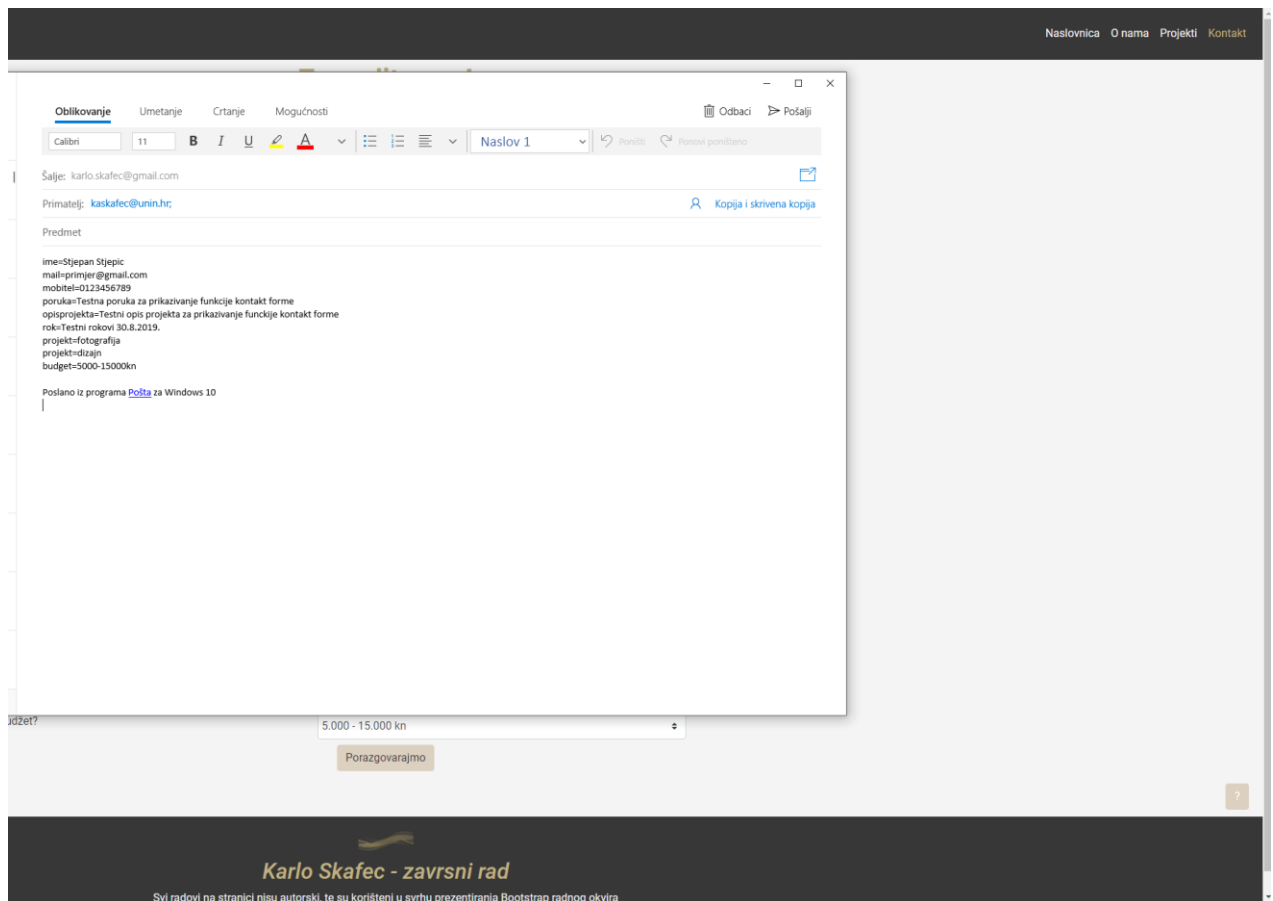 Naslovnica O nama Projekti Kontakt
Oblikovanje Umetanje Crtanje Mogućnosti Odbaci Pošalji
Calibri 11 B I U A Naslov 1 Poništi Ponovi poništeno
Šalje: karlo.skafec@gmail.com
Primatelj: kaskafec@unin.hr; Kopija i skrivena kopija
Predmet
ime=Stjepan Stjepic
mail=primjer@gmail.com
mobitel=0123456789
poruka=Testna poruka za prikazivanje funkcije kontakt forme
opisprojekta=Testni opis projekta za prikazivanje funckije kontakt forme
rok=Testni rokovi 30.8.2019.
projekt=fotografija
projekt=dizajn
budget=5000-15000kn
Poslano iz programa Pošta za Windows 10
udžet?
5.000 - 15.000 kn
Porazgovarajmo
?
Karlo Skafec - zavrsni rad
Svi radovi na stranici nisu autorski, te su korišteni u svrhu prezentiranja Bootstrap radnog okvira